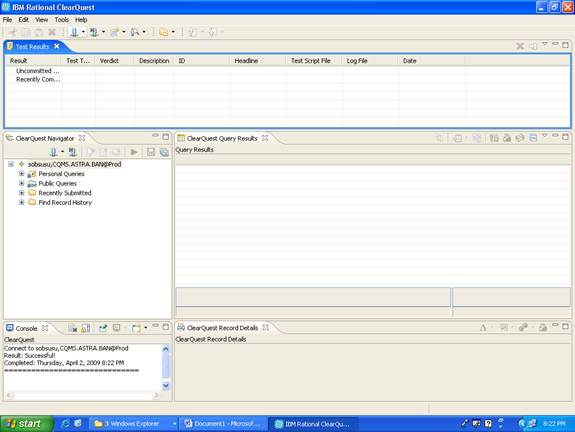 IBM Rational ClearQuest
File Edit View Tools Help
Test Results
Result Test T... Verdict Description ID Headline Test Script File Log File Date
Uncommitted ...
Recently Com...
ClearQuest Navigator
ClearQuest Query Results
Query Results
sobsusu,CQMS.ASTRA.BAN@Prod
Personal Queries
Public Queries
Recently Submitted
Find Record History
Console
ClearQuest
Connect to sobsusu,CQMS.ASTRA.BAN@Prod
Result: Successful!
Completed: Thursday, April 2, 2009 8:22 PM
================================
ClearQuest Record Details
ClearQuest Record Details
start 3 Windows Explorer Document1 - Microsof... IBM Rational ClearQu... 8:22 PM